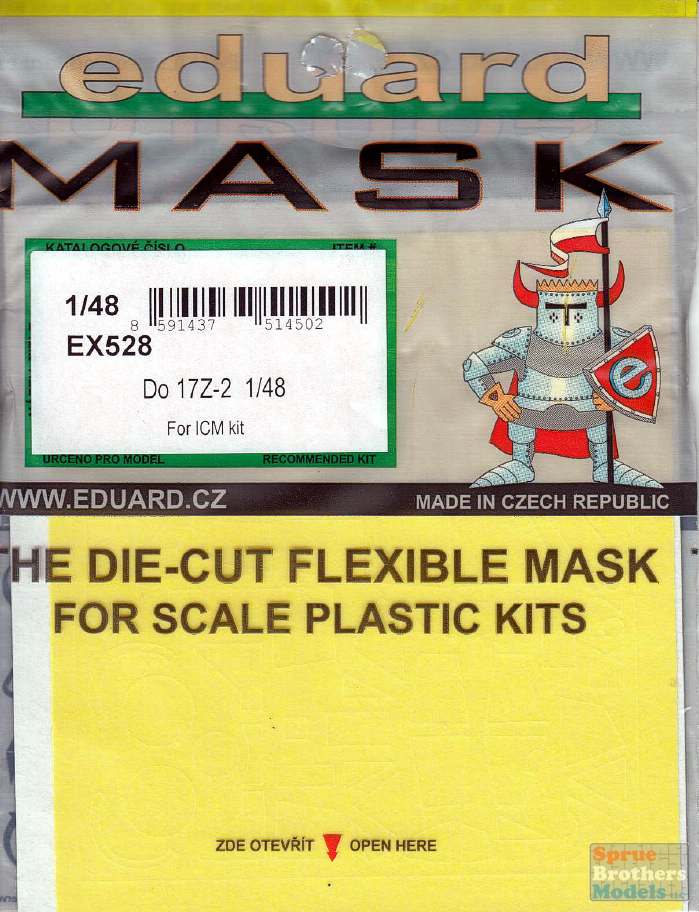 eduard
MASK
KATALOGOVÉ ČÍSLO ITEM #
1/48
8 591437 514502
EX528
Do 17Z-2 1/48
For ICM kit
URČENO PRO MODEL RECOMMENDED KIT
e
WWW.EDUARD.CZ MADE IN CZECH REPUBLIC
HE DIE-CUT FLEXIBLE MASK
FOR SCALE PLASTIC KITS
ZDE OTEVŘÍT OPEN HERE
Sprue
Brothers
Models LLC